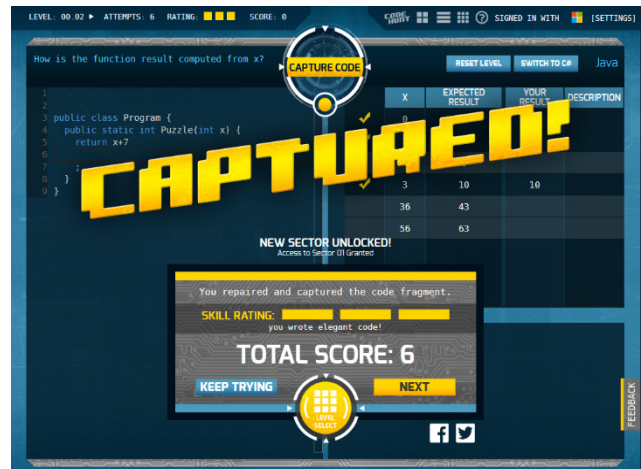 LEVEL: 00.02 ▶ ATTEMPTS: 6 RATING: SCORE: 0
CODE HUNT ? SIGNED IN WITH [SETTINGS]
How is the function result computed from x?
CAPTURE CODE
RESET LEVEL SWITCH TO C# Java
X EXPECTED RESULT YOUR RESULT DESCRIPTION
1
2
3 public class Program {
4 public static int Puzzle(int x) {
5 return x+7
6
7 ;
8 }
9 }
0
CAPTURED!
3 10 10
36 43
56 63
NEW SECTOR UNLOCKED!
Access to Sector 01 Granted
You repaired and captured the code fragment.
SKILL RATING:
you wrote elegant code!
TOTAL SCORE: 6
KEEP TRYING NEXT
LEVEL SELECT
FEEDBACK